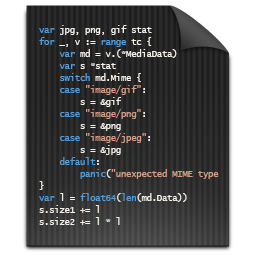 var jpg, png, gif stat
for _, v := range tc {
    var md = v.(*MediaData)
    var s *stat
    switch md.Mime {
    case "image/gif":
        s = &gif
    case "image/png":
        s = &png
    case "image/jpeg":
        s = &jpg
    default:
        panic("unexpected MIME type
}
var l = float64(len(md.Data))
s.size1 += l
s.size2 += l * l